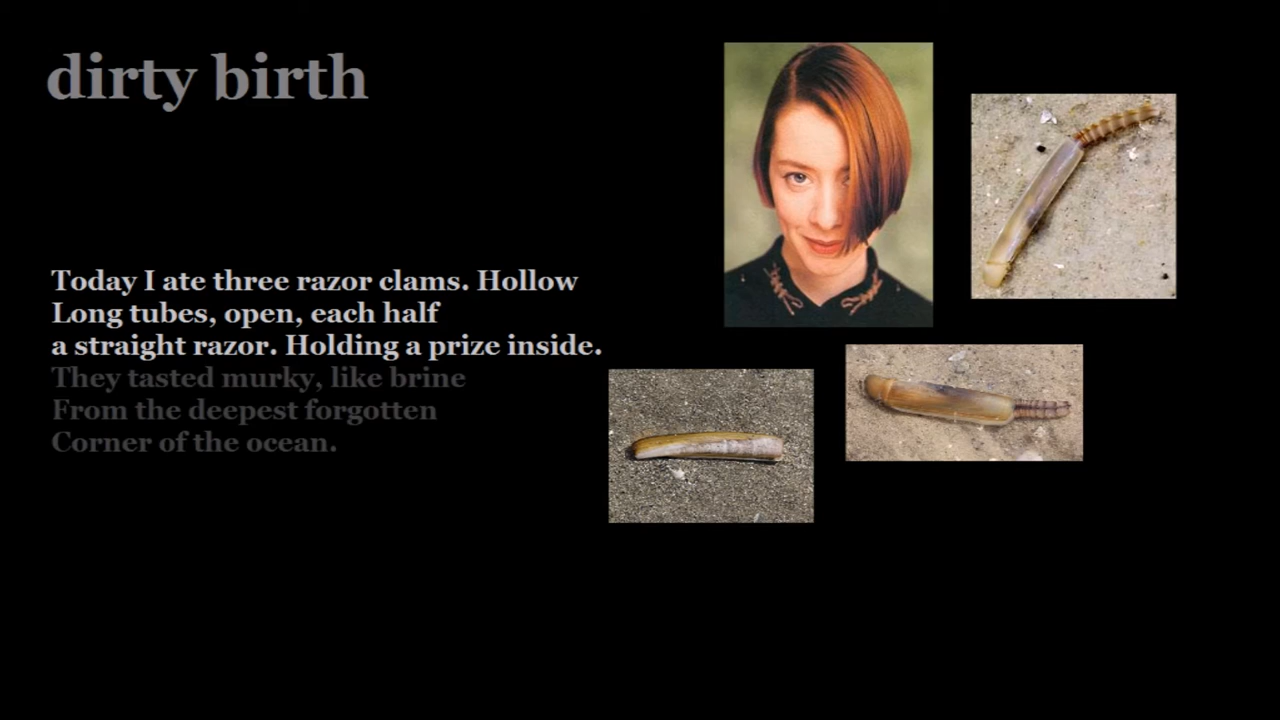 dirty birth
Today I ate three razor clams. Hollow
Long tubes, open, each half
a straight razor. Holding a prize inside.
They tasted murky, like brine
From the deepest forgotten
Corner of the ocean.